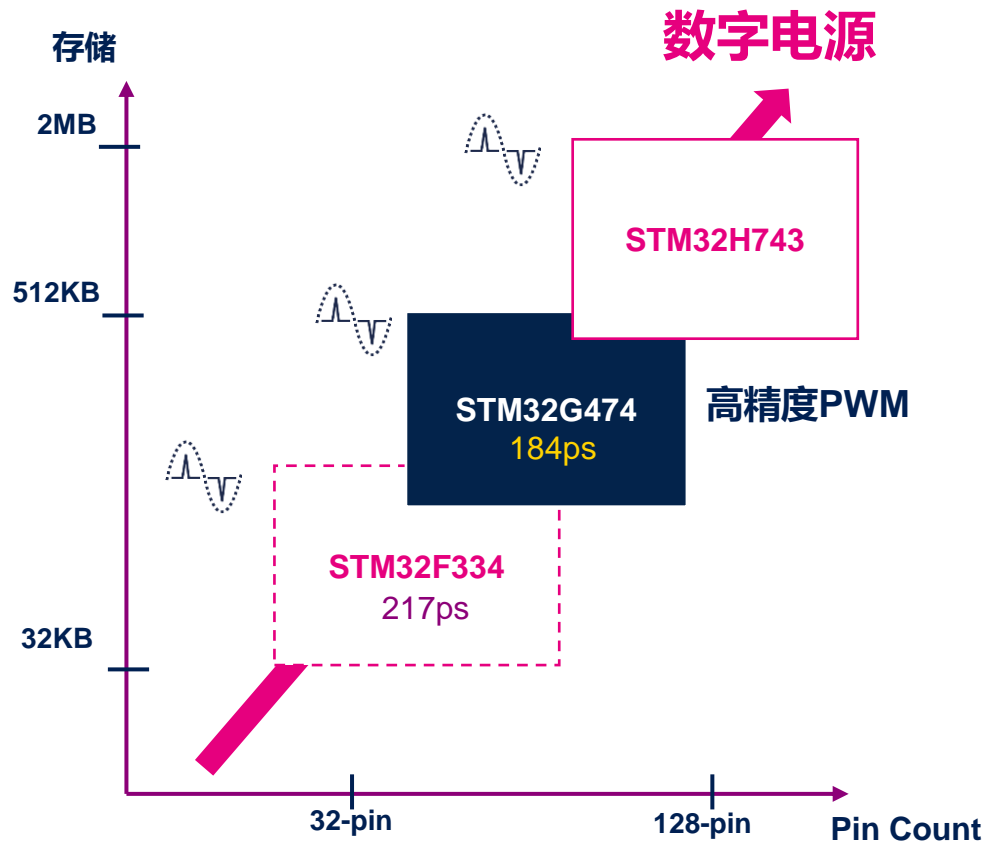 数字电源
存储
2MB
STM32H743
512KB
高精度PWM
STM32G474
184ps
STM32F334
217ps
32KB
32-pin
128-pin
Pin Count